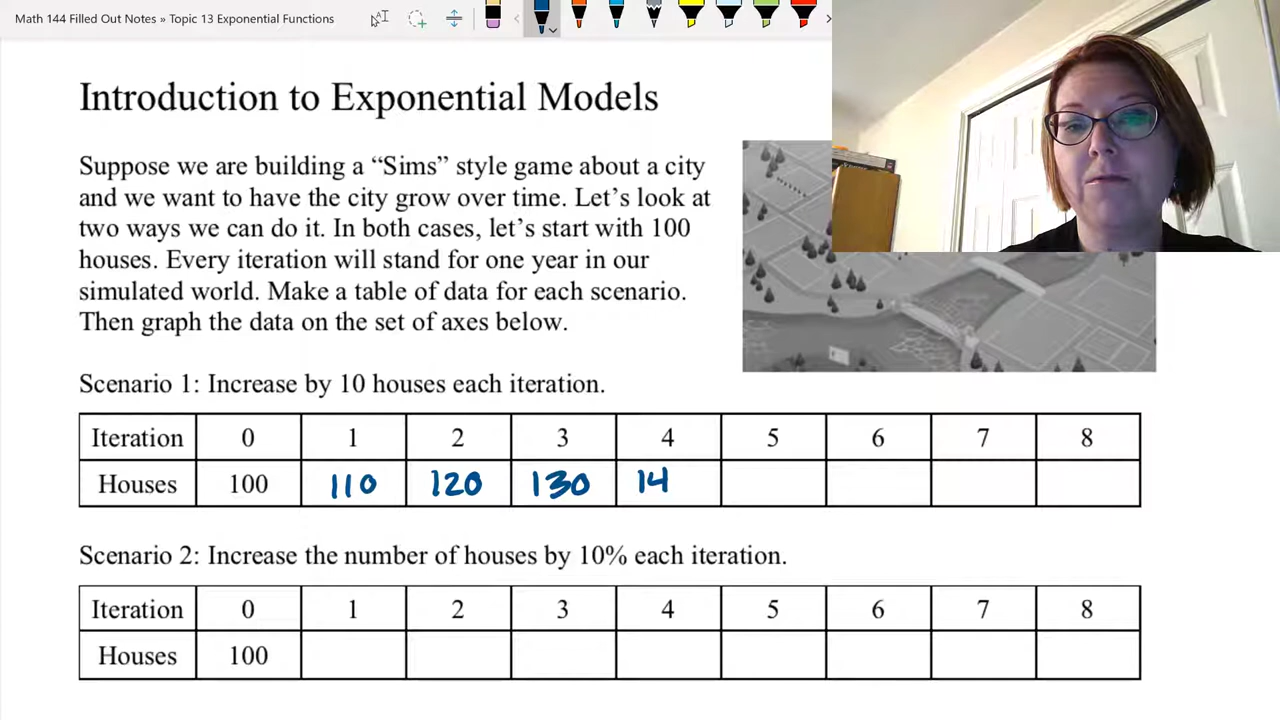 Math 144 Filled Out Notes » Topic 13 Exponential Functions
Introduction to Exponential Models
Suppose we are building a “Sims” style game about a city
and we want to have the city grow over time. Let’s look at
two ways we can do it. In both cases, let’s start with 100
houses. Every iteration will stand for one year in our
simulated world. Make a table of data for each scenario.
Then graph the data on the set of axes below.
Scenario 1: Increase by 10 houses each iteration.
Iteration 0 1 2 3 4 5 6 7 8
Houses 100 110 120 130 14
Scenario 2: Increase the number of houses by 10% each iteration.
Iteration 0 1 2 3 4 5 6 7 8
Houses 100